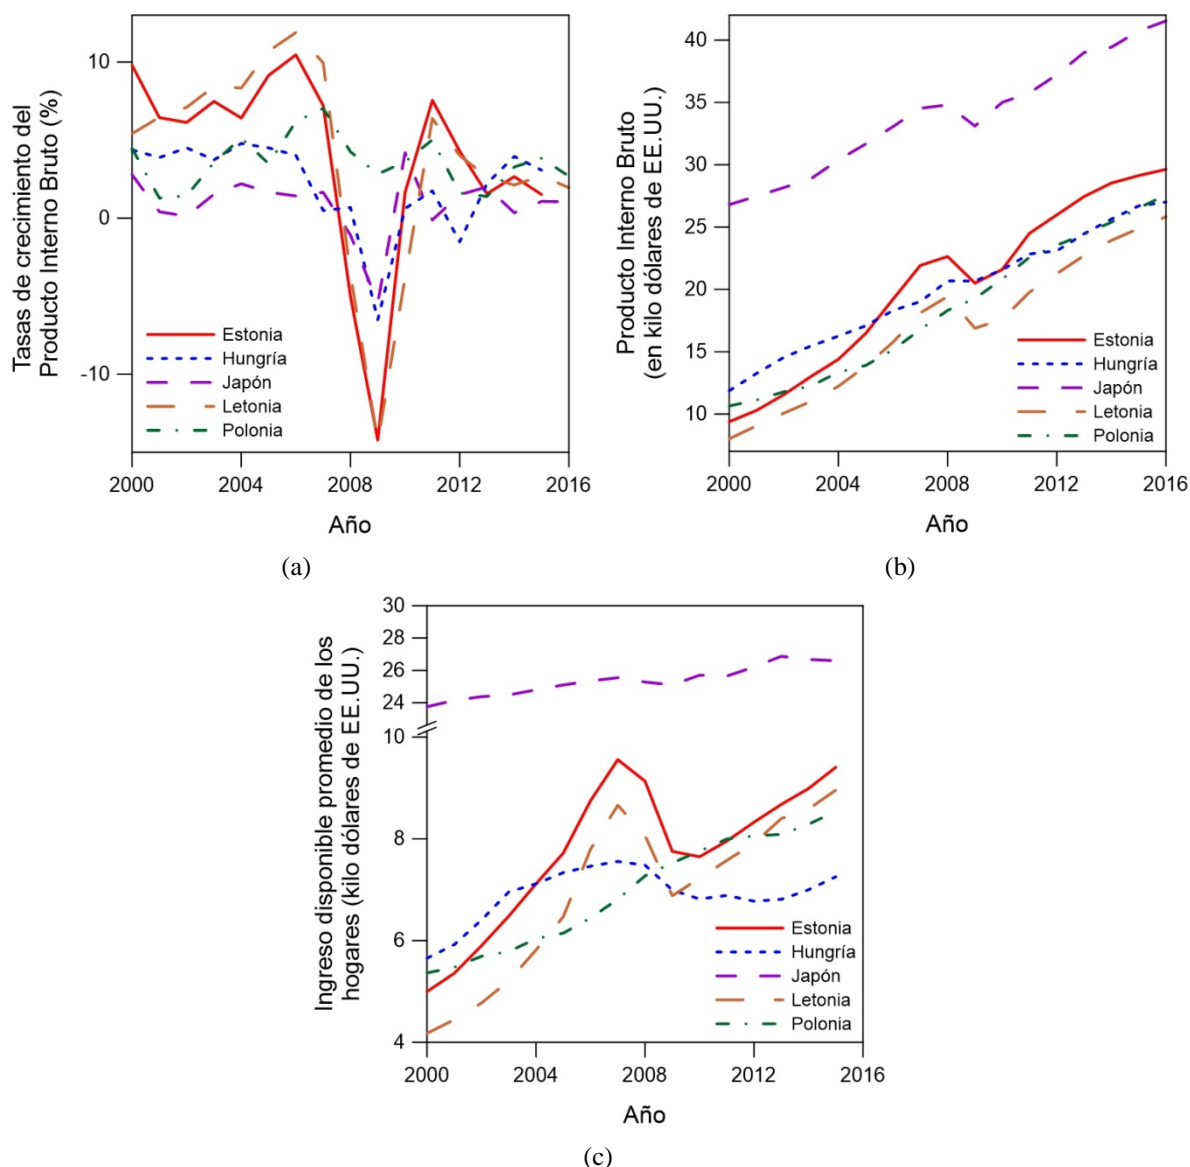 Tasas de crecimiento del
Producto Interno Bruto (%)
10
0
-10
Estonia
Hungría
Japón
Letonia
Polonia
2000 2004 2008 2012 2016
Año
(a)
Producto Interno Bruto
(en kilo dólares de EE.UU.)
40
35
30
25
20
15
10
Estonia
Hungría
Japón
Letonia
Polonia
2000 2004 2008 2012 2016
Año
(b)
Ingreso disponible promedio de los
hogares (kilo dólares de EE.UU.)
30
28
26
24
10
8
6
4
Estonia
Hungría
Japón
Letonia
Polonia
2000 2004 2008 2012 2016
Año
(c)